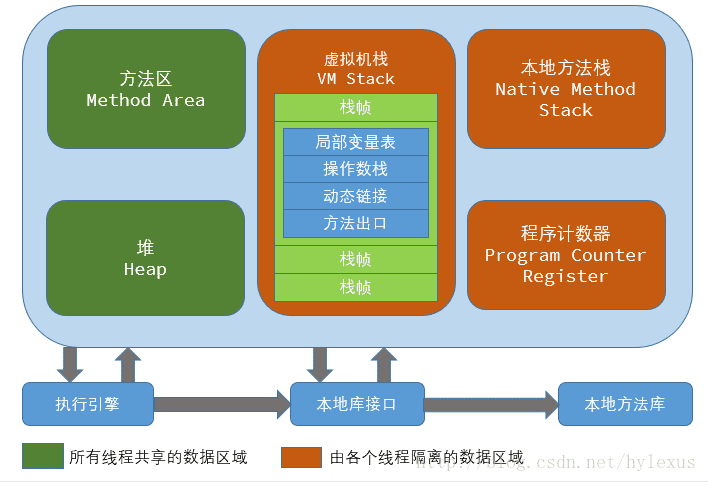 方法区
Method Area
虚拟机栈
VM Stack
栈帧
局部变量表
操作数栈
动态链接
方法出口
栈帧
栈帧
本地方法栈
Native Method
Stack
堆
Heap
程序计数器
Program Counter
Register
执行引擎
本地库接口
本地方法库
所有线程共享的数据区域
由各个线程隔离的数据区域
http://blog.csdn.net/hylexus